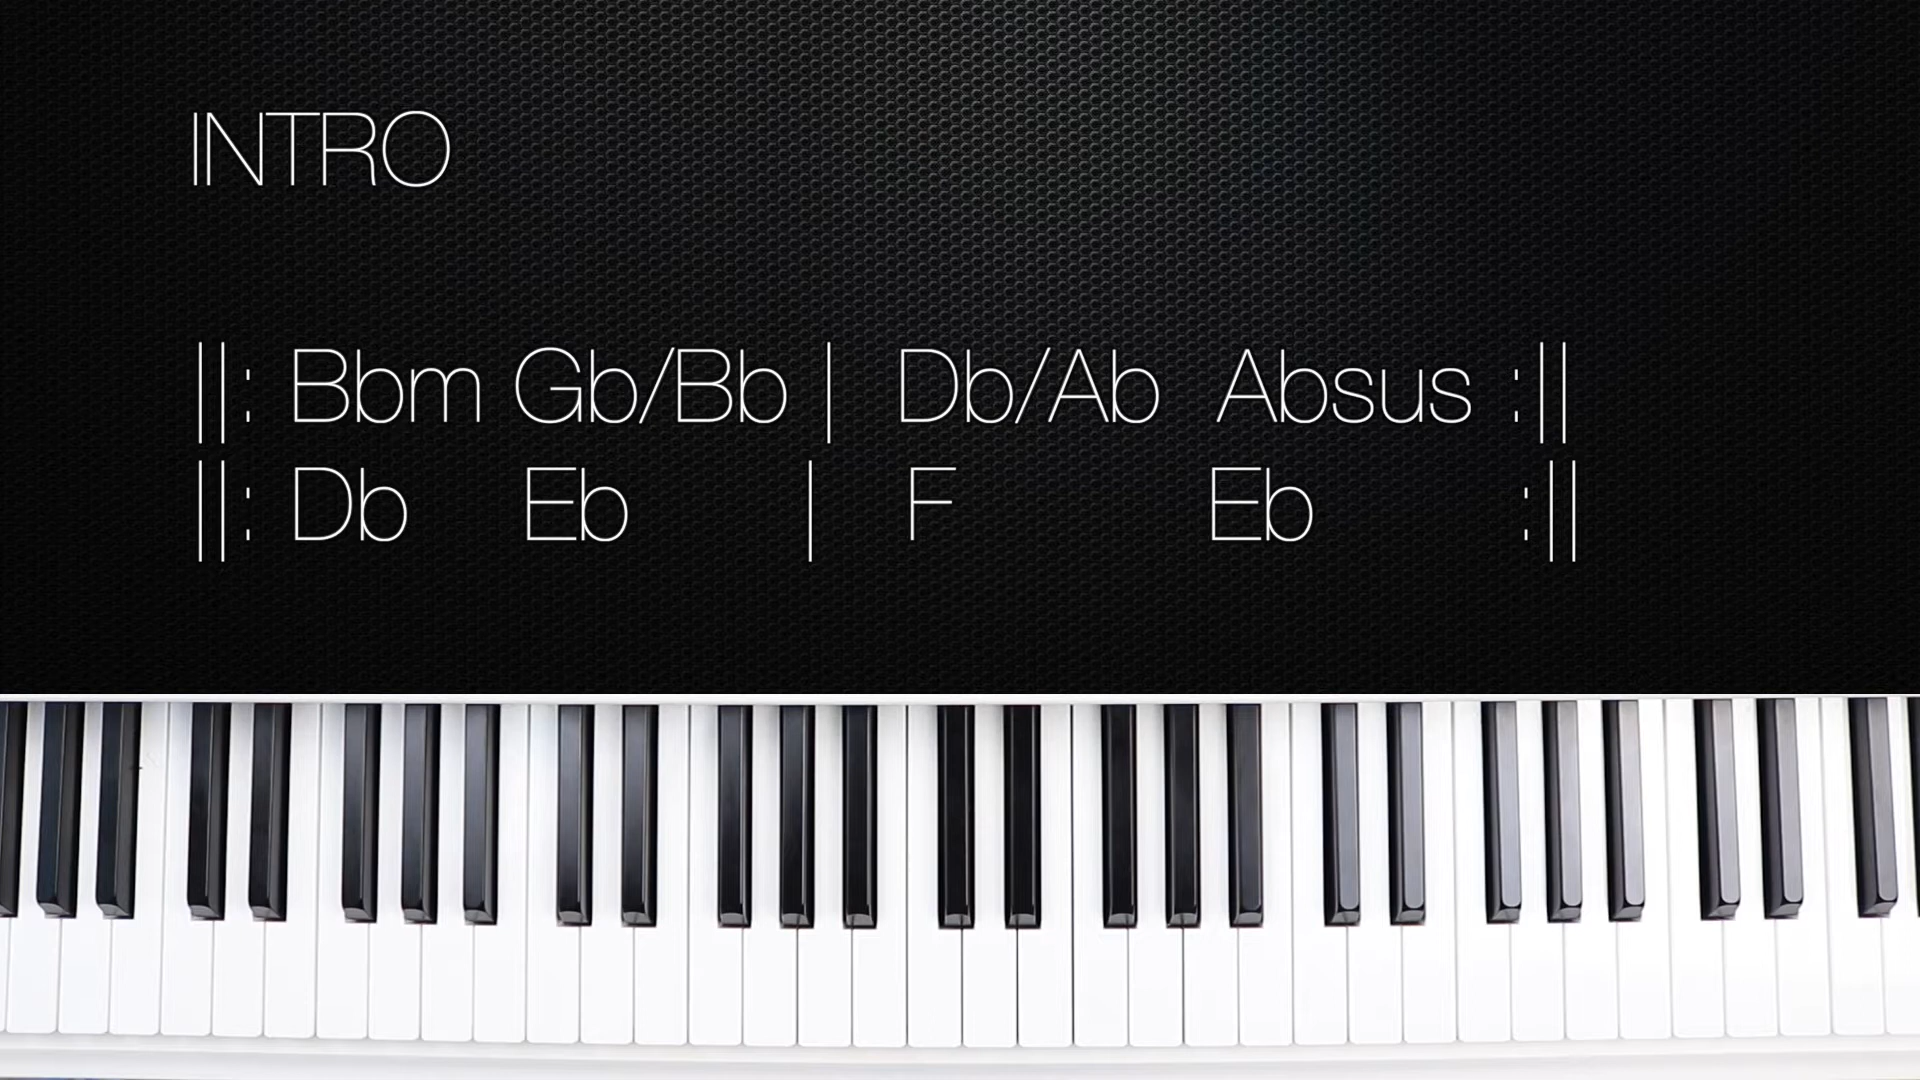 INTRO
||: Bbm Gb/Bb | Db/Ab Absus :||
||: Db Eb | F Eb :||